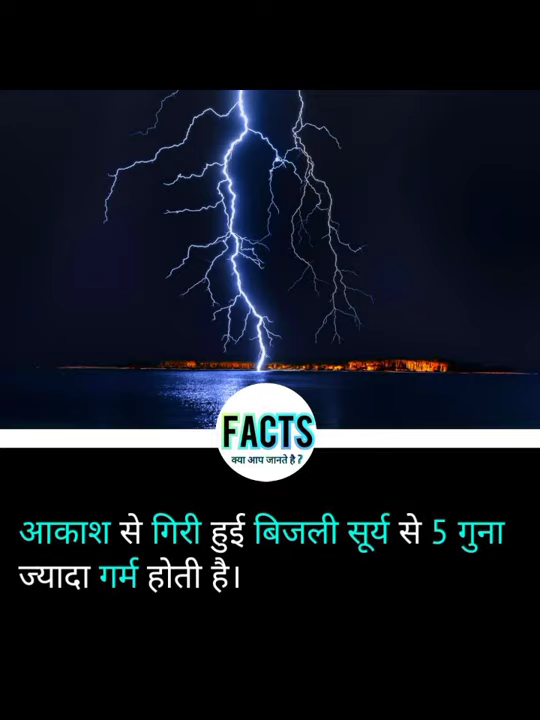 FACTS
क्या आप जानते है ?
आकाश से गिरी हुई बिजली सूर्य से 5 गुना
ज्यादा गर्म होती है।